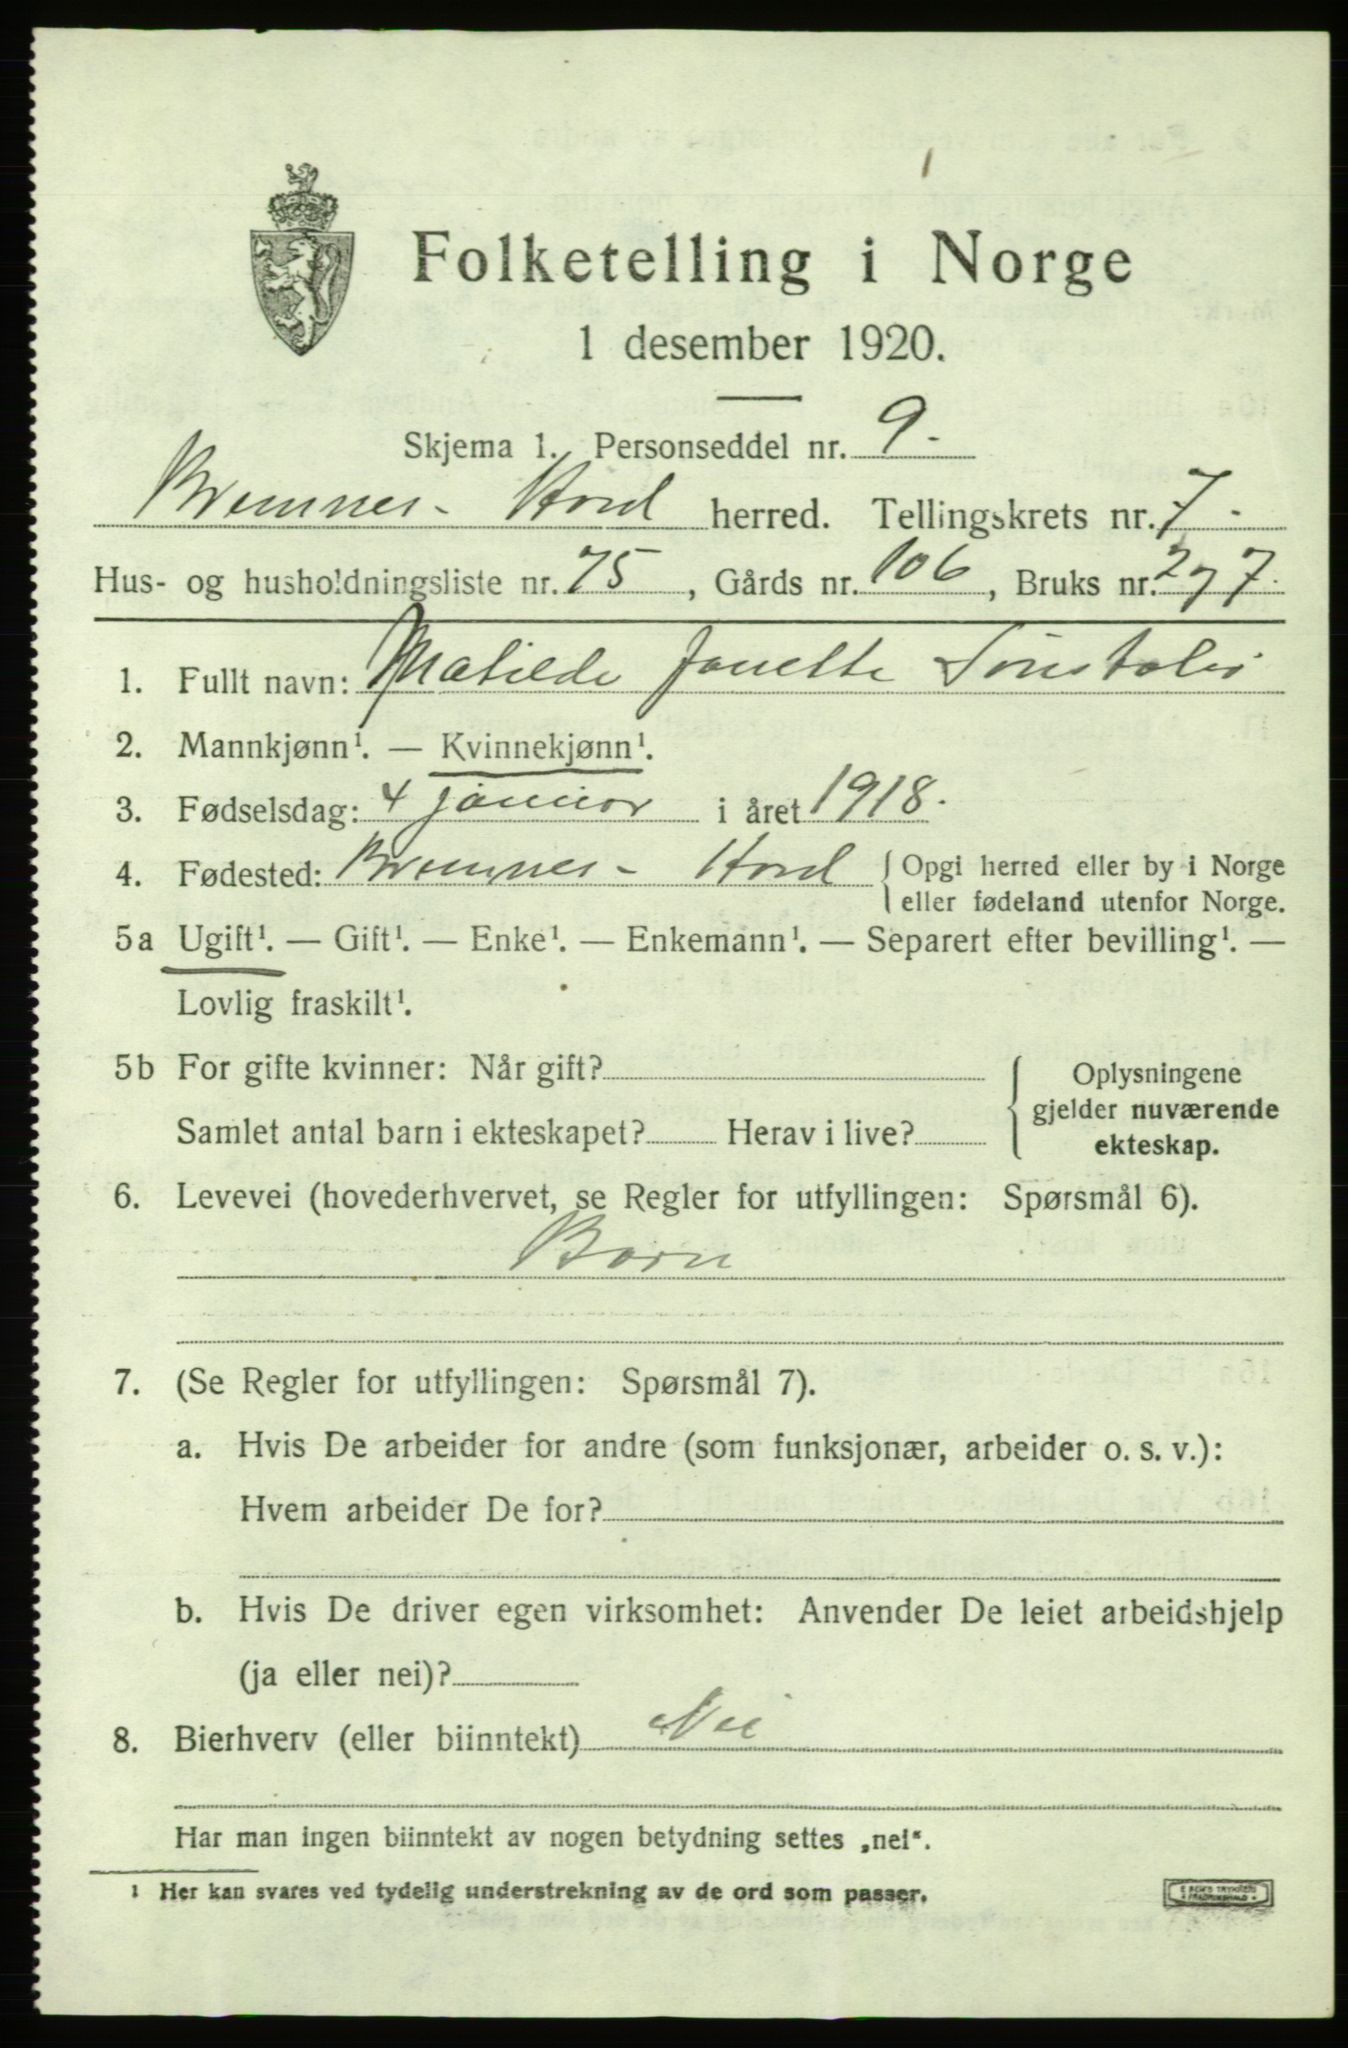 Folketelling i Norge
1 desember 1920.
Skjema 1. Personseddel nr. 9.
Bremnes - Hord herred. Tellingskrets nr. 7.
Hus- og husholdningsliste nr. 75, Gårds nr. 106, Bruks nr. 2 7.
1. Fullt navn: Matilde Janette
2. Mannkjønn¹. — Kvinnekjønn¹.
3. Fødselsdag: 4 januar i året 1918.
4. Fødested: Bremnes - Hord { Opgi herred eller by i Norge
eller fødeland utenfor Norge.
5a Ugift¹. — Gift¹. — Enke¹. — Enkemann¹. — Separert efter bevilling¹. —
Lovlig fraskilt¹.
5b For gifte kvinner: Når gift? { Oplysningene
gjelder nuværende
Samlet antal barn i ekteskapet? Herav i live? ekteskap.
6. Levevei (hovederhvervet, se Regler for utfyllingen: Spørsmål 6).
Barn
7. (Se Regler for utfyllingen: Spørsmål 7).
a. Hvis De arbeider for andre (som funksjonær, arbeider o. s. v.):
Hvem arbeider De for?
b. Hvis De driver egen virksomhet: Anvender De leiet arbeidshjelp
(ja eller nei)?
8. Bierhverv (eller biinntekt) Nei
Har man ingen biinntekt av nogen betydning settes „nei“.
1 Her kan svares ved tydelig understrekning av de ord som passer.